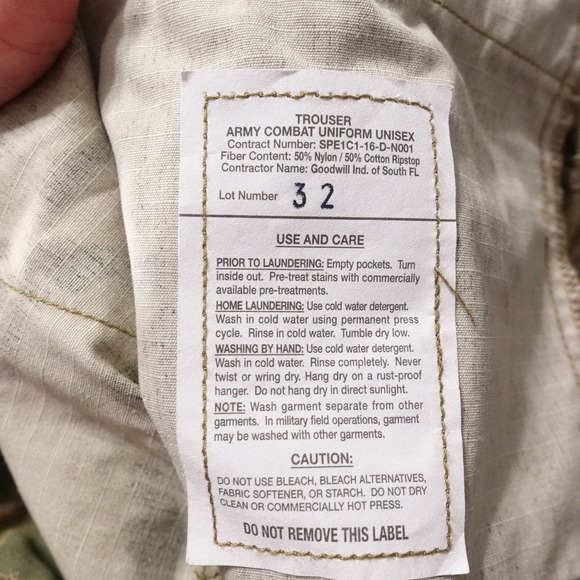 TROUSER
ARMY COMBAT UNIFORM UNISEX
Contract Number: SPE1C1-16-D-N001
Fiber Content: 50% Nylon / 50% Cotton Ripstop
Contractor Name: Goodwill Ind. of South FL
Lot Number 32
USE AND CARE
PRIOR TO LAUNDERING: Empty pockets. Turn
inside out. Pre-treat stains with commercially
available pre-treatments.
HOME LAUNDERING: Use cold water detergent.
Wash in cold water using permanent press
cycle. Rinse in cold water. Tumble dry low.
WASHING BY HAND: Use cold water detergent.
Wash in cold water. Rinse completely. Never
twist or wring dry. Hang dry on a rust-proof
hanger. Do not hang dry in direct sunlight.
NOTE: Wash garment separate from other
garments. In military field operations, garment
may be washed with other garments.
CAUTION:
DO NOT USE BLEACH, BLEACH ALTERNATIVES,
FABRIC SOFTENER, OR STARCH. DO NOT DRY
CLEAN OR COMMERCIALLY HOT PRESS.
DO NOT REMOVE THIS LABEL